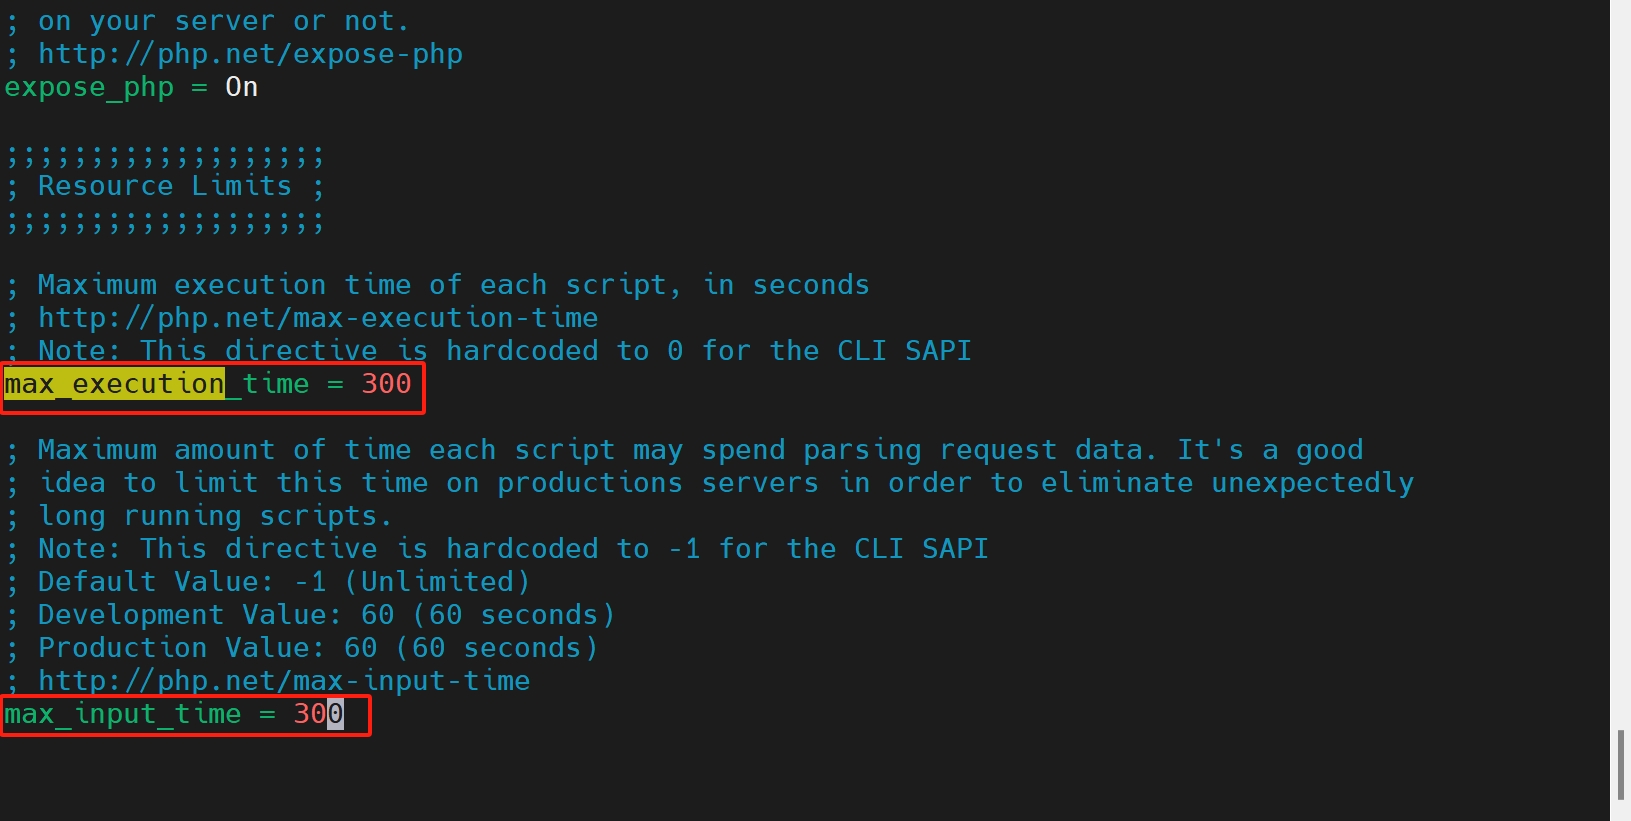 ; on your server or not.
; http://php.net/expose-php
expose_php = On
;;;;;;;;;;;;;;;;;;;
; Resource Limits ;
;;;;;;;;;;;;;;;;;;;
; Maximum execution time of each script, in seconds
; http://php.net/max-execution-time
; Note: This directive is hardcoded to 0 for the CLI SAPI
max_execution_time = 300
; Maximum amount of time each script may spend parsing request data. It's a good
; idea to limit this time on productions servers in order to eliminate unexpectedly
; long running scripts.
; Note: This directive is hardcoded to -1 for the CLI SAPI
; Default Value: -1 (Unlimited)
; Development Value: 60 (60 seconds)
; Production Value: 60 (60 seconds)
; http://php.net/max-input-time
max_input_time = 300